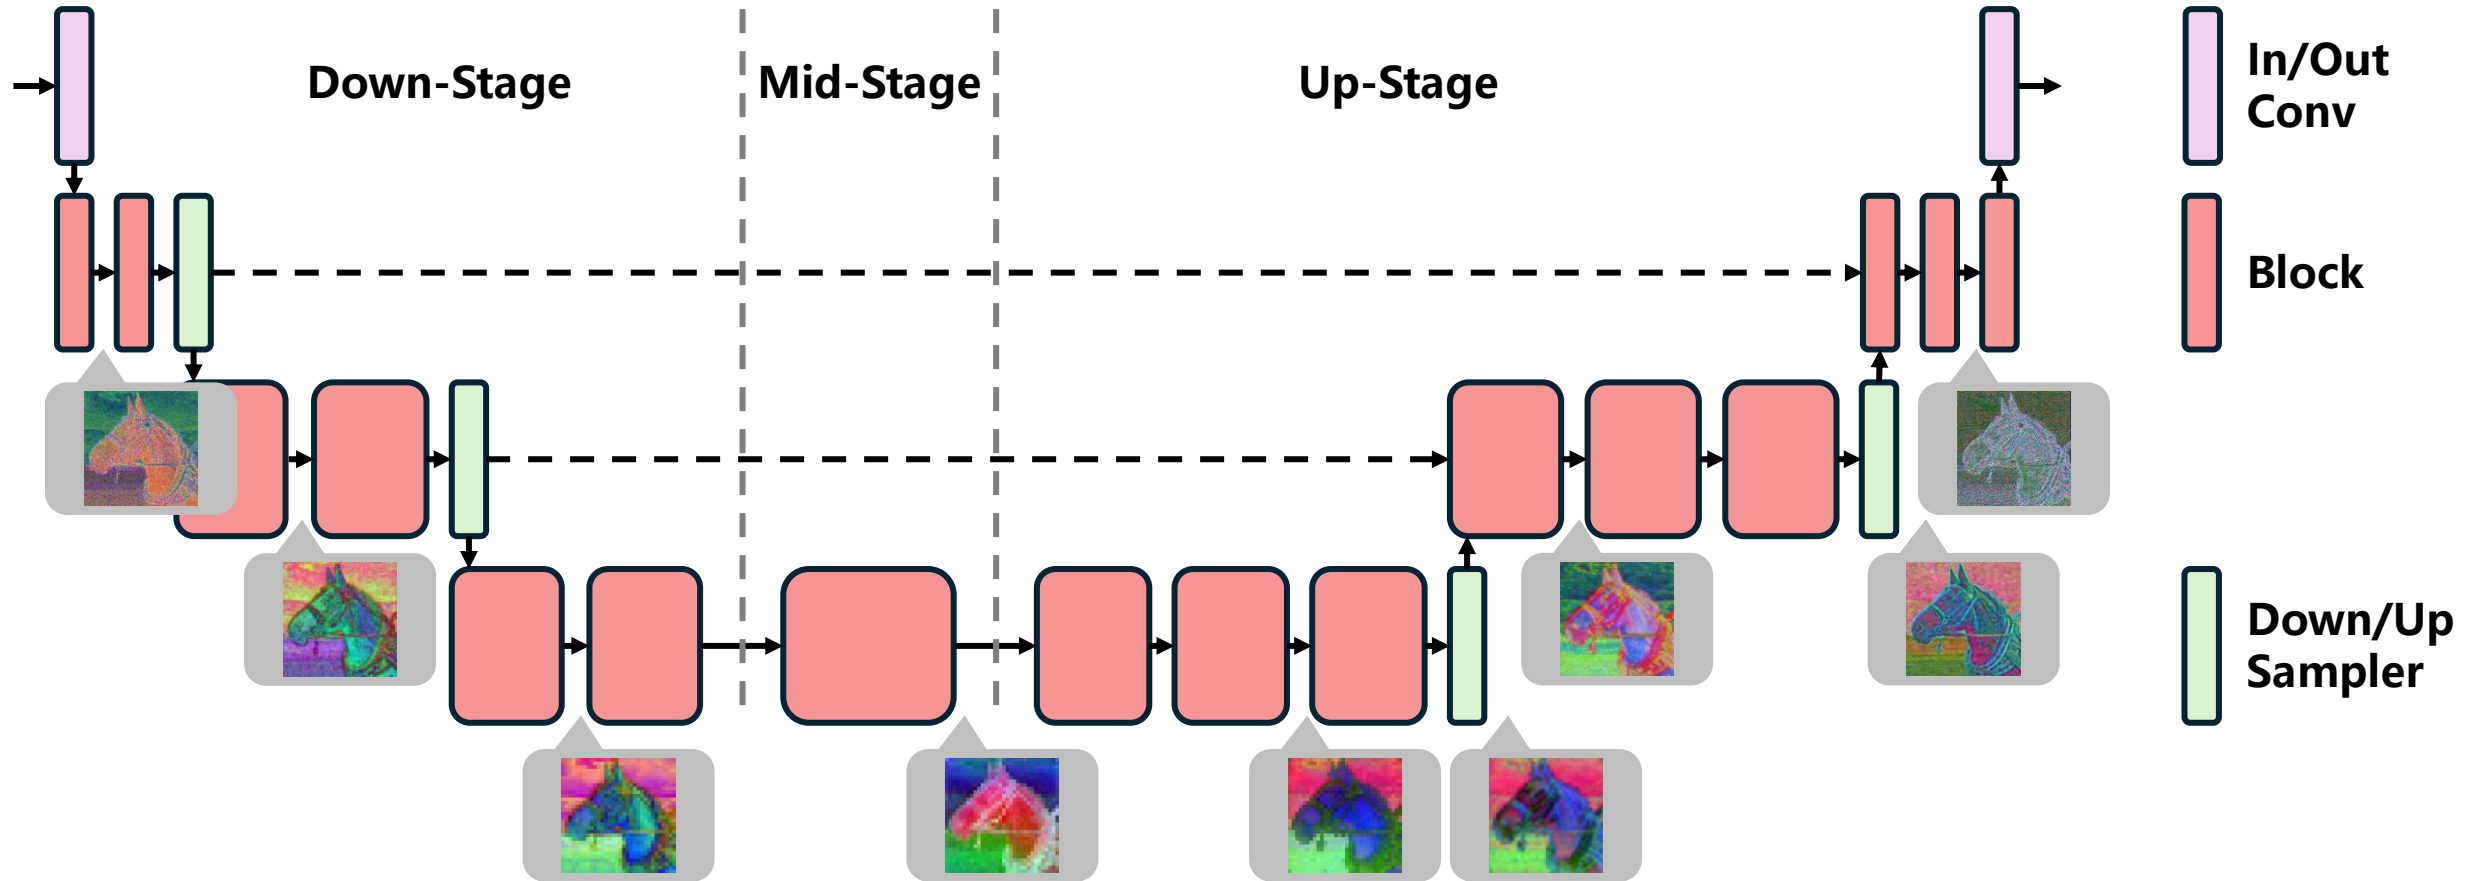 Down-Stage
Mid-Stage
Up-Stage
In/Out
Conv
Block
Down/Up
Sampler